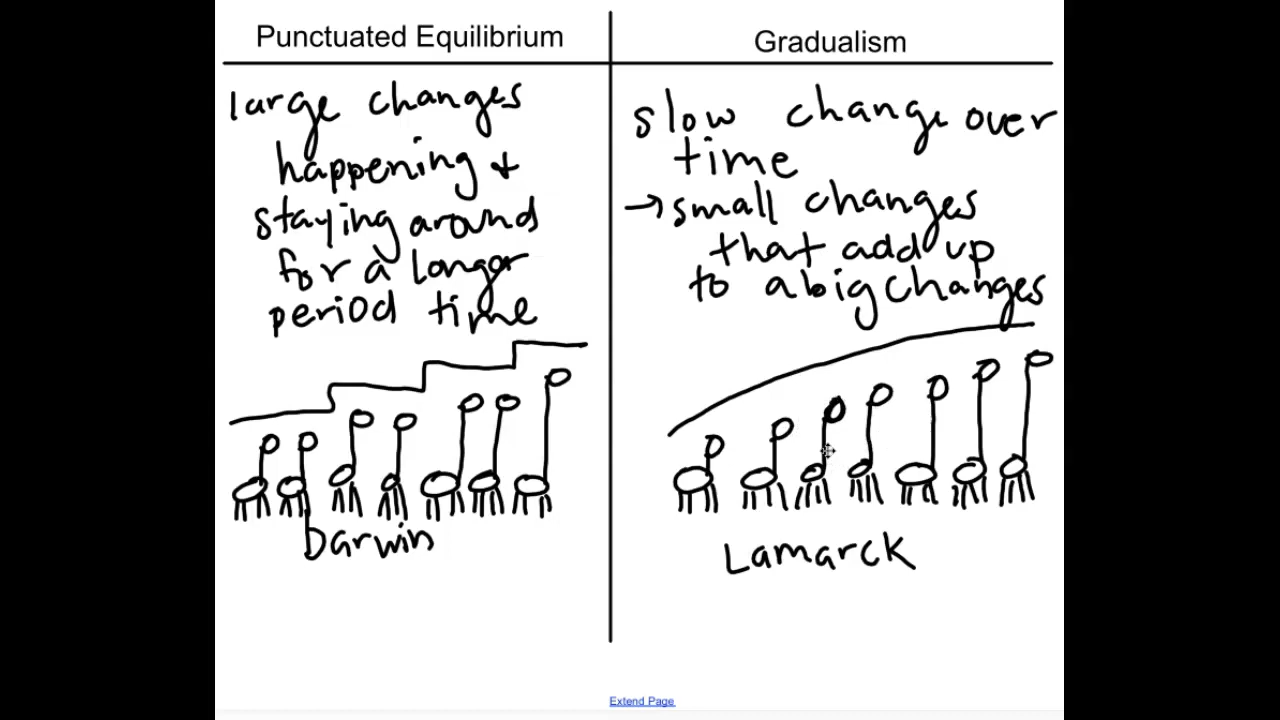 Punctuated Equilibrium
large changes
happening +
staying around
for a longer
period time
Darwin
Gradualism
slow change over
time
→ small changes
that add up
to a big changes
Lamarck
Extend Page